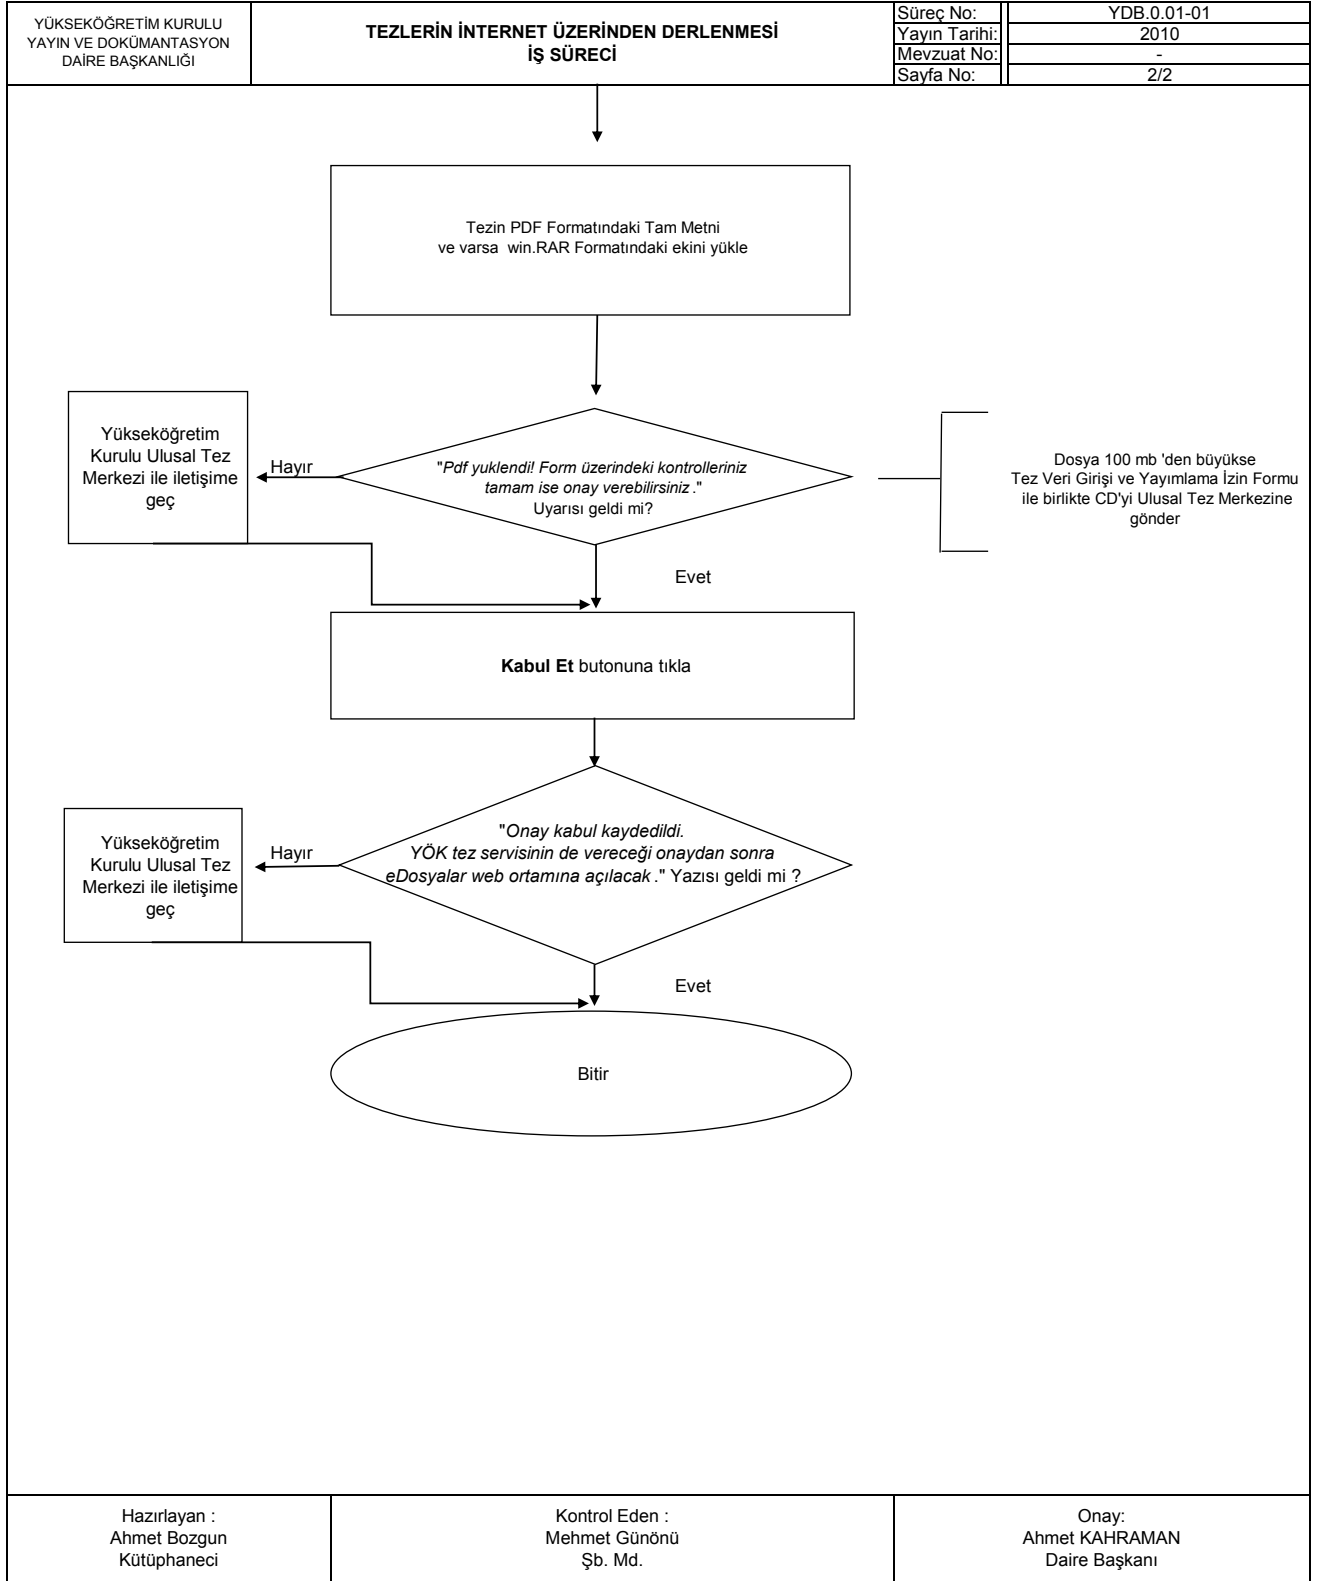 YÜKSEKÖĞRETİM KURULU
YAYIN VE DOKÜMANTASYON
DAİRE BAŞKANLIĞI
TEZLERİN İNTERNET ÜZERİNDEN DERLENMESİ
İŞ SÜRECİ
Süreç No: YDB.0.01-01
Yayın Tarihi: 2010
Mevzuat No: -
Sayfa No: 2/2
Tezin PDF Formatındaki Tam Metni
ve varsa win.RAR Formatındaki ekini yükle
Yükseköğretim
Kurulu Ulusal Tez
Merkezi ile iletişime
geç
Hayır
"Pdf yuklendi! Form üzerindeki kontrolleriniz
tamam ise onay verebilirsiniz."
Uyarısı geldi mi?
Dosya 100 mb 'den büyükse
Tez Veri Girişi ve Yayımlama İzin Formu
ile birlikte CD'yi Ulusal Tez Merkezine
gönder
Evet
Kabul Et butonuna tıkla
Yükseköğretim
Kurulu Ulusal Tez
Merkezi ile iletişime
geç
Hayır
"Onay kabul kaydedildi.
YÖK tez servisinin de vereceği onaydan sonra
eDosyalar web ortamına açılacak." Yazısı geldi mi ?
Evet
Bitir
Hazırlayan :
Ahmet Bozgun
Kütüphaneci
Kontrol Eden :
Mehmet Günönü
Şb. Md.
Onay:
Ahmet KAHRAMAN
Daire Başkanı